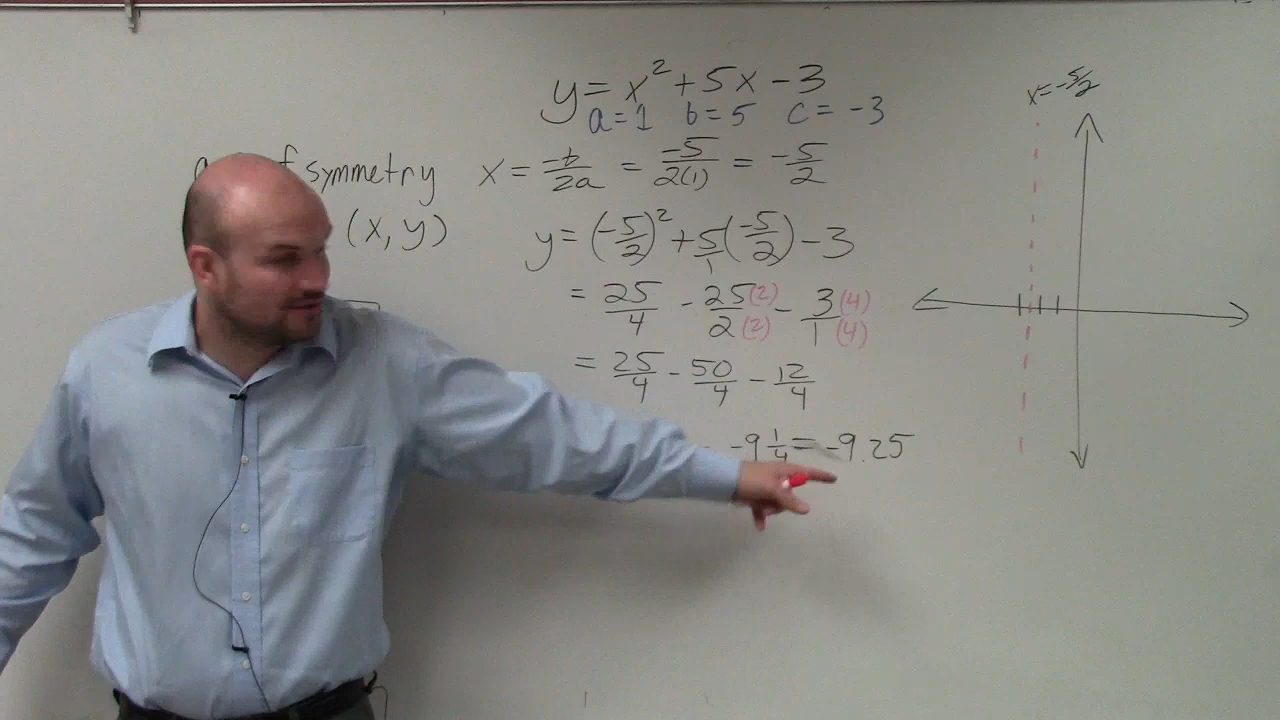 y = x² + 5x - 3
a = 1 b = 5 c = -3
symmetry x = -b/2a = -5/2(1) = -5/2
(x, y)
y = (-5/2)² + 5/1(-5/2) - 3
= 25/4 - 25(2)/2(2) - 3(4)/1(4)
= 25/4 - 50/4 - 12/4
-9 1/4 = -9.25
x = -5/2